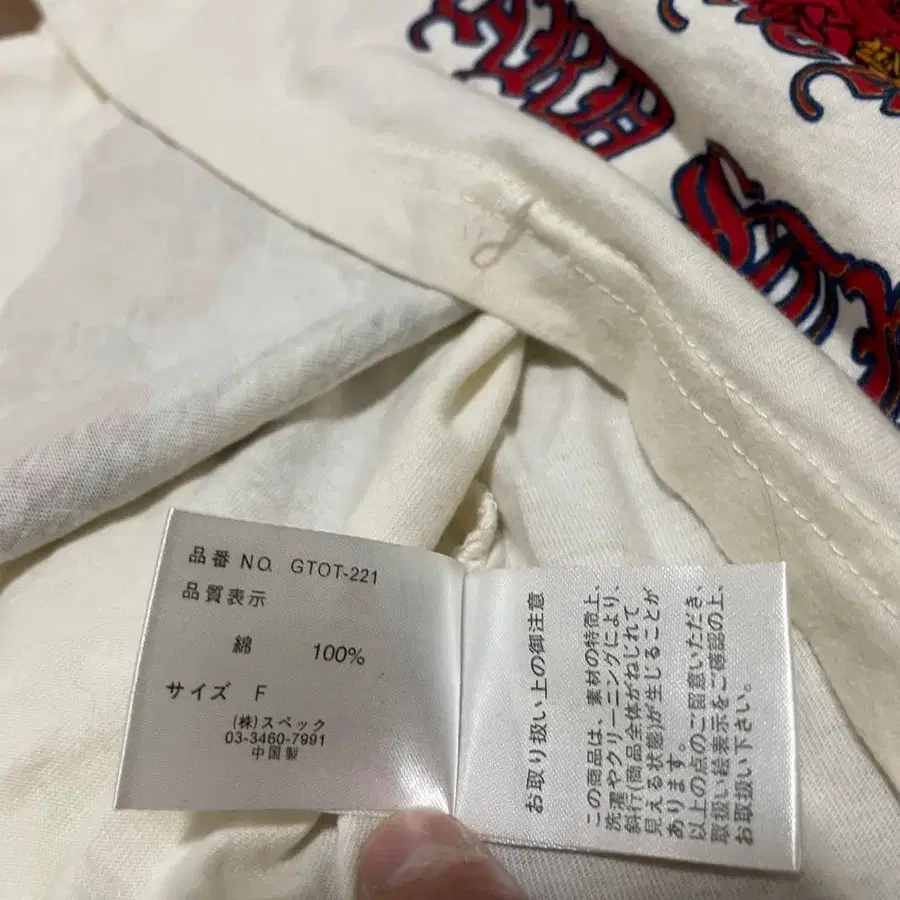 品番 NO. GTOT-221
品質表示
綿 100%
サイズ F
(株)スペック
03-3460-7991
中国製
お取り扱い上の御注意
この商品は、素材の特徴上、
洗濯やクリーニングにより、
斜行(商品全体がねじれて
見える状態)が生じることが
あります。
以上の点のご留意いただき、
取扱い絵表示をご確認の上、
お取扱い下さい。